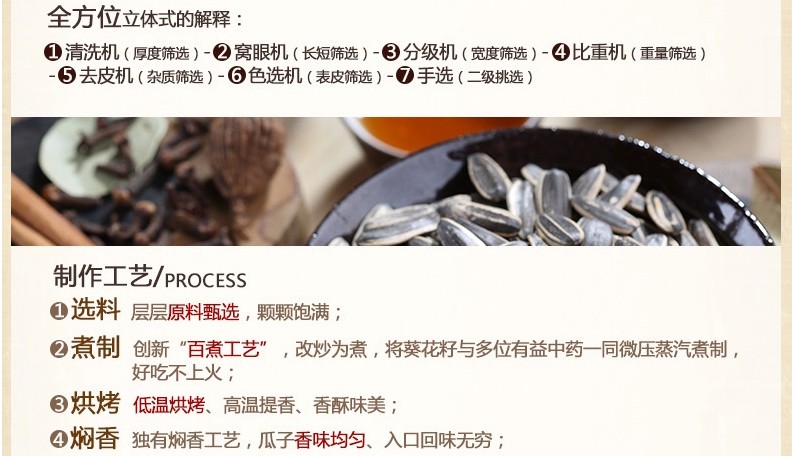 全方位立体式的解释：
❶清洗机（厚度筛选）-❷窝眼机（长短筛选）-❸分级机（宽度筛选）-❹比重机（重量筛选）
-❺去皮机（杂质筛选）-❻色选机（表皮筛选）-❼手选（二级挑选）
制作工艺/PROCESS
❶选料 层层原料甄选，颗颗饱满；
❷煮制 创新“百煮工艺”，改炒为煮，将葵花籽与多位有益中药一同微压蒸汽煮制，
好吃不上火；
❸烘烤 低温烘烤、高温提香、香酥味美；
❹焖香 独有焖香工艺，瓜子香味均匀、入口回味无穷；